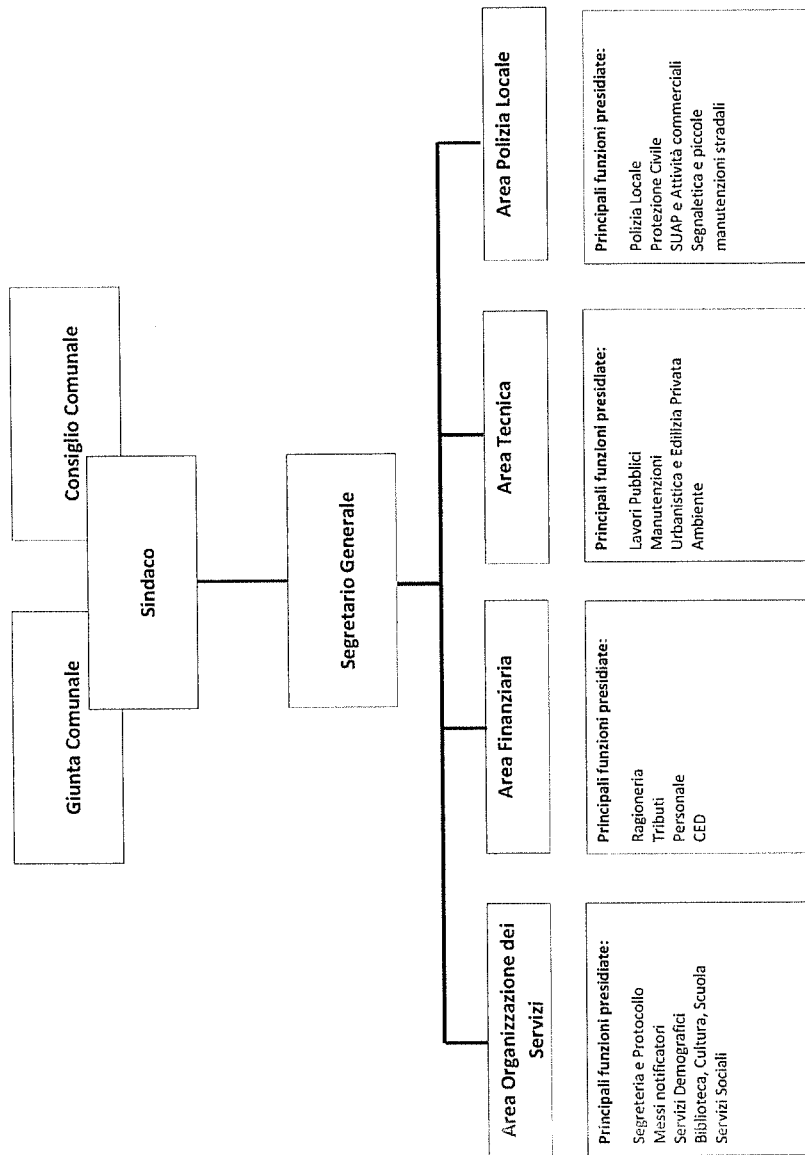 Giunta Comunale
Consiglio Comunale
Sindaco
Segretario Generale
Area Organizzazione dei
Servizi
Principali funzioni presidiate:
Segreteria e Protocollo
Messi notificatori
Servizi Demografici
Biblioteca, Cultura, Scuola
Servizi Sociali
Area Finanziaria
Principali funzioni presidiate:
Ragioneria
Tributi
Personale
CED
Area Tecnica
Principali funzioni presidiate:
Lavori Pubblici
Manutenzioni
Urbanistica e Edilizia Privata
Ambiente
Area Polizia Locale
Principali funzioni presidiate:
Polizia Locale
Protezione Civile
SUAP e Attività commerciali
Segnaletica e piccole
manutenzioni stradali